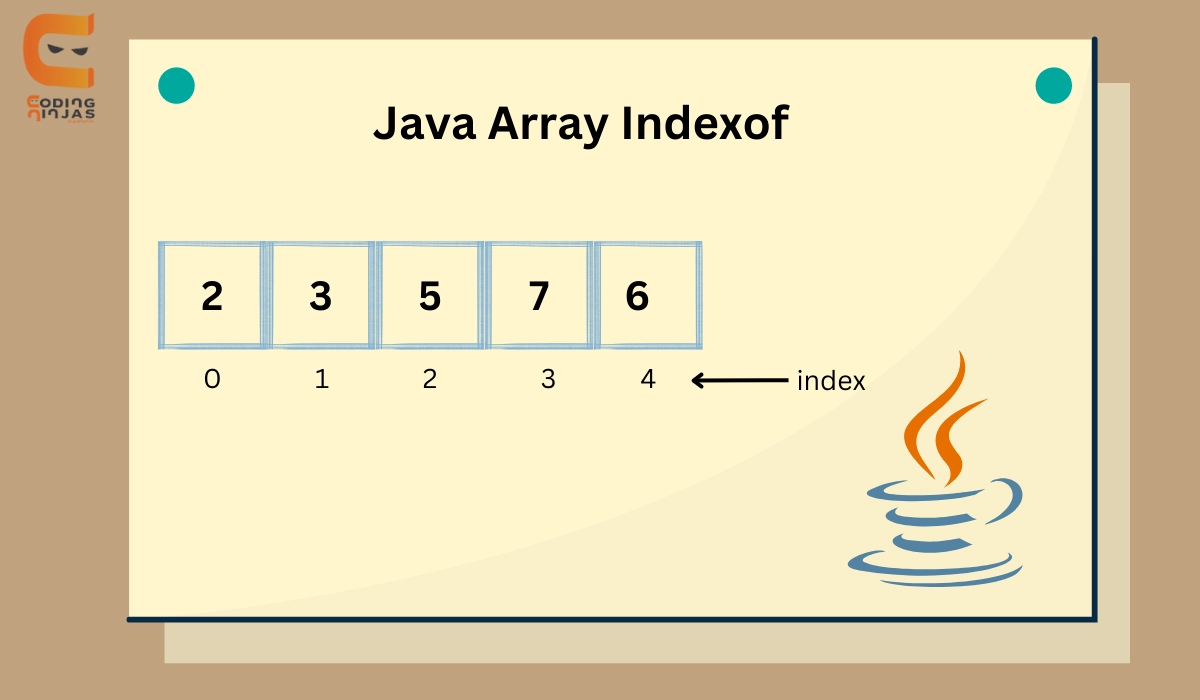 CODING
NINJAS
Java Array Indexof
2 3 5 7 6
0 1 2 3 4 index